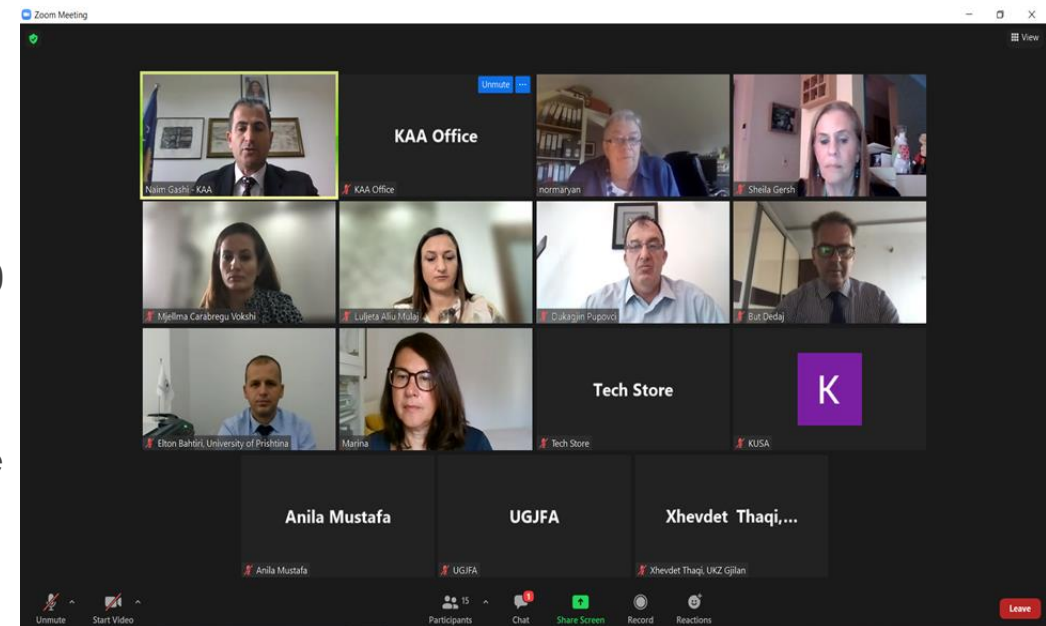 Zoom Meeting
View
Unmute ...
Naim Gashi - KAA
KAA Office
KAA Office
normaryan
Sheila Gersh
Mjellma Carabregu Vokshi
Luljeta Aliu Mulaj
Dukagjin Pupovci
But Dedaj
)
Elton Bahtiri, University of Prishtina
Marina
Tech Store
Tech Store
K
KUSA
e
Anila Mustafa
Anila Mustafa
UGJFA
UGJFA
Xhevdet Thaqi,...
Xhevdet Thaqi, UKZ Gjilan
Unmute
Start Video
15
Participants
1
Chat
Share Screen
Record
Reactions
Leave